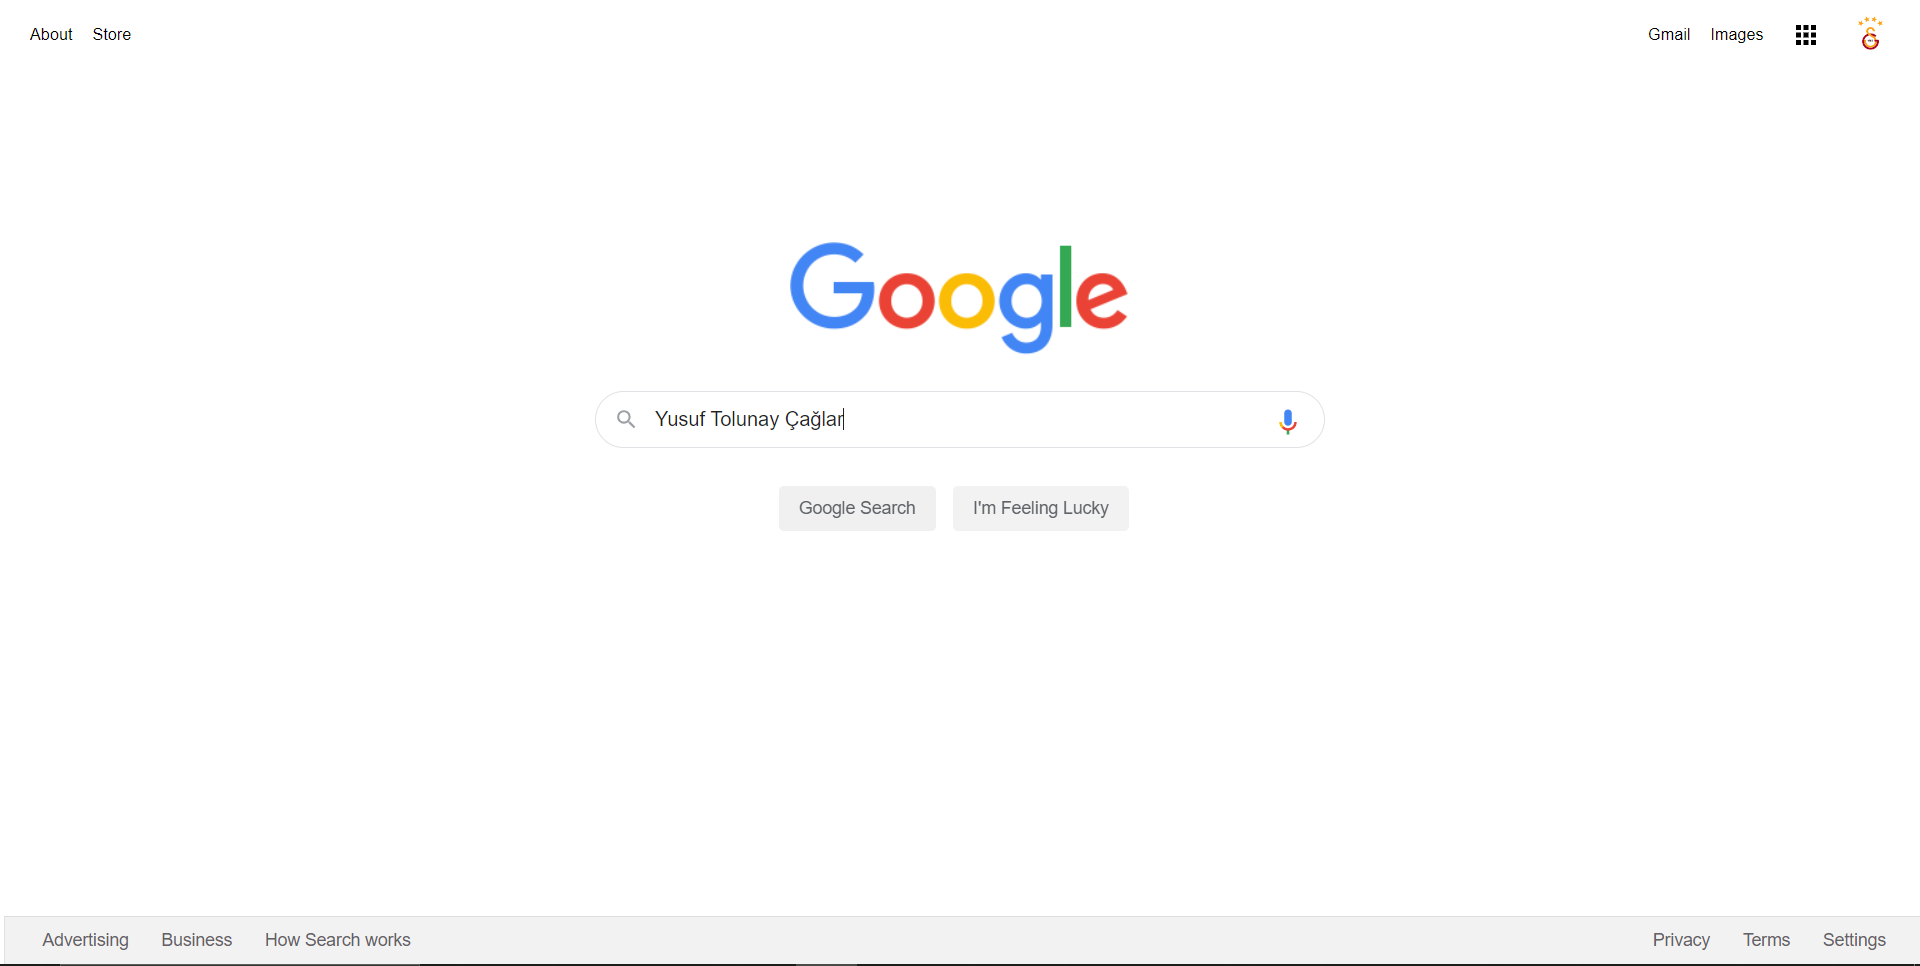 About Store Gmail Images
Google
Yusuf Tolunay Çağlar
Google Search I'm Feeling Lucky
Advertising Business How Search works Privacy Terms Settings